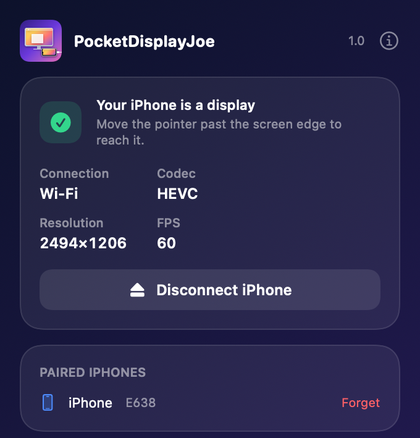 PocketDisplayJoe 1.0
Your iPhone is a display
Move the pointer past the screen edge to
reach it.
Connection Codec
Wi-Fi HEVC
Resolution FPS
2494×1206 60
Disconnect iPhone
PAIRED IPHONES
iPhone E638 Forget